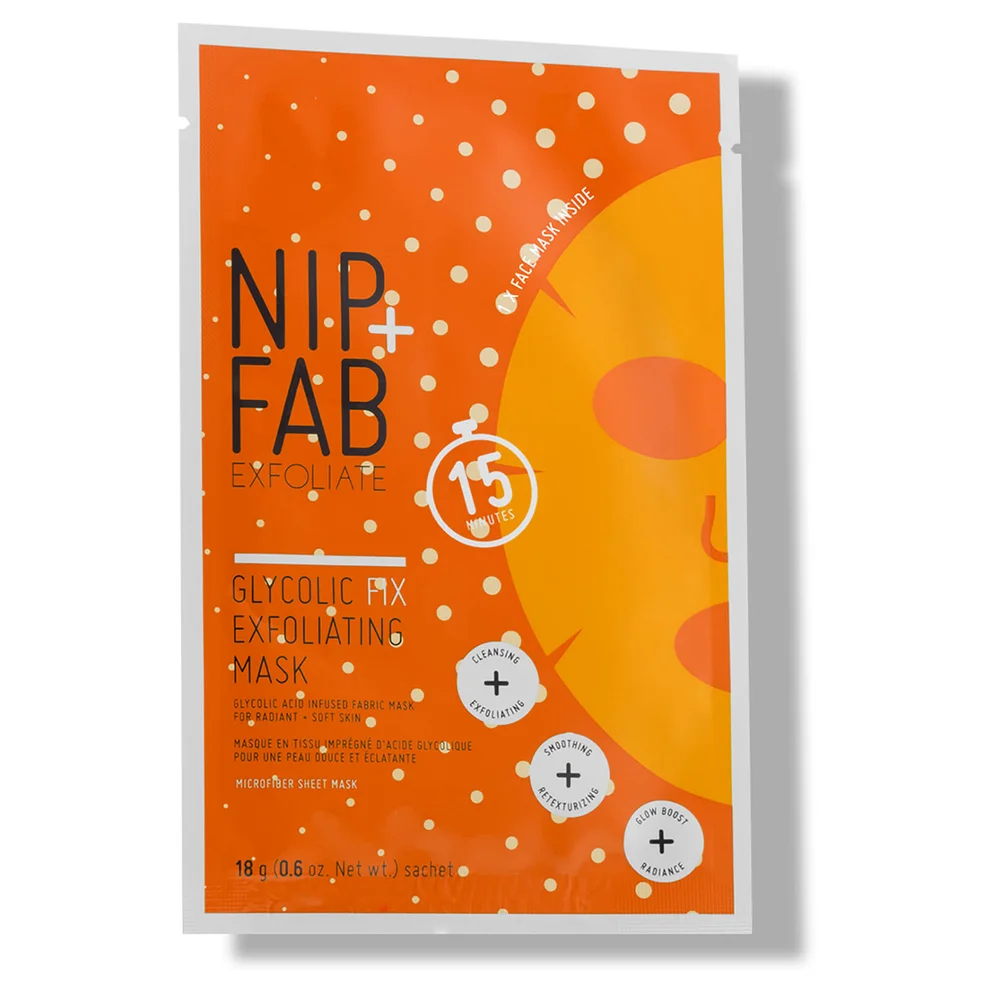 1 X FACE MASK INSIDE
NIP+
FAB
EXFOLIATE
15
MINUTES
GLYCOLIC FIX
EXFOLIATING
MASK
GLYCOLIC ACID INFUSED FABRIC MASK
FOR RADIANT + SOFT SKIN
MASQUE EN TISSU IMPRÉGNÉ D'ACIDE GLYCOLIQUE
POUR UNE PEAU DOUCE ET ÉCLATANTE
MICROFIBER SHEET MASK
CLEANSING
+
EXFOLIATING
SMOOTHING
+
RETEXTURIZING
GLOW BOOST
+
RADIANCE
18 g (0.6 oz. Net wt.) sachet